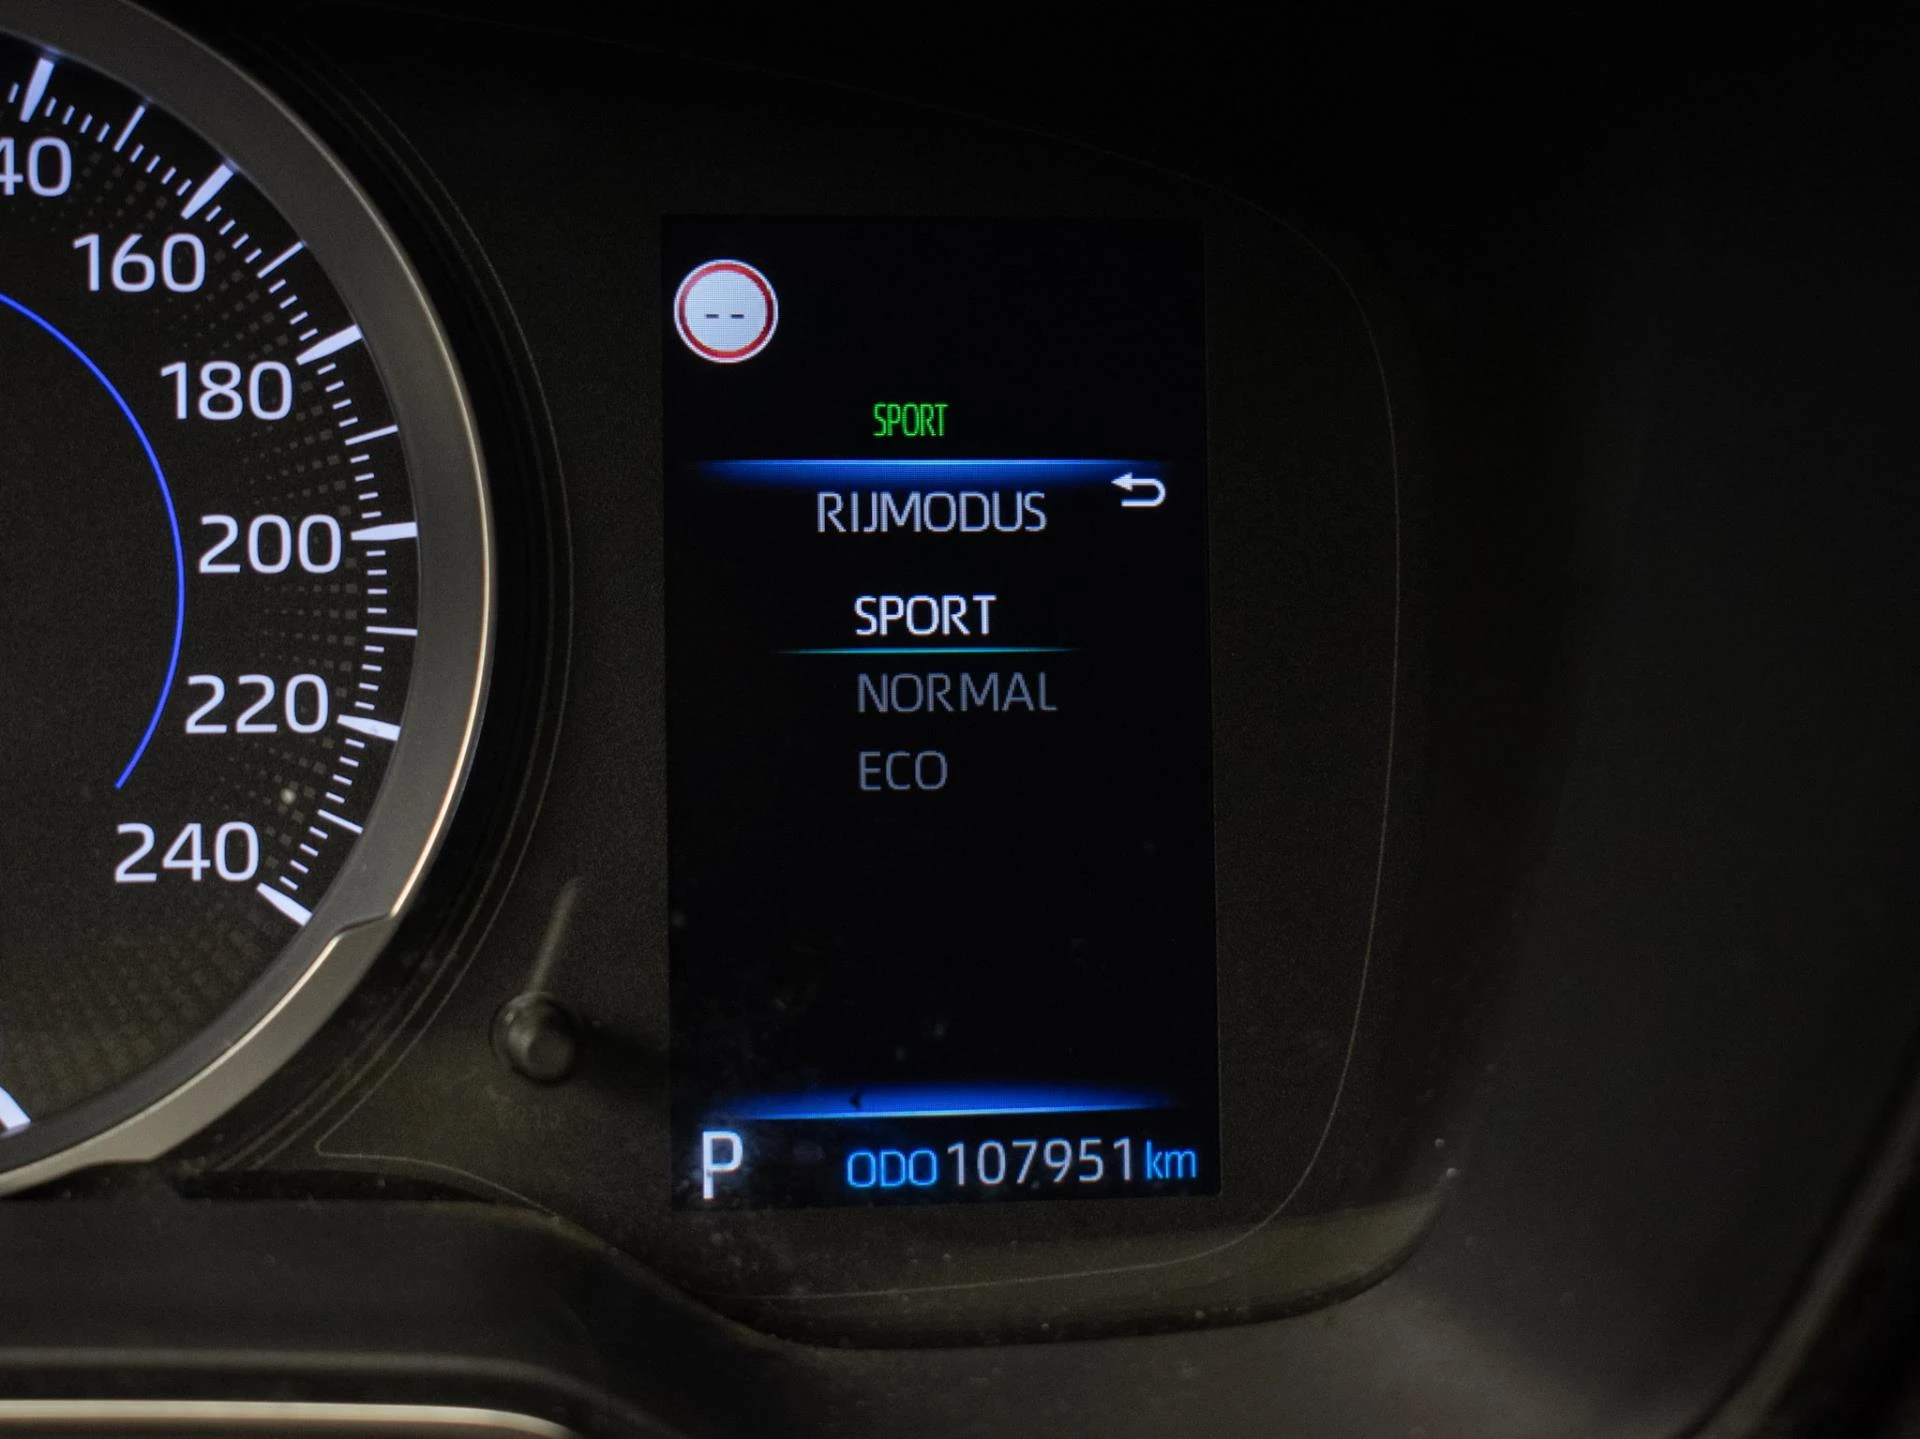 40
160
180
200
220
240
--
SPORT
RIJMODUS
SPORT
NORMAL
ECO
P ODO 107951 km